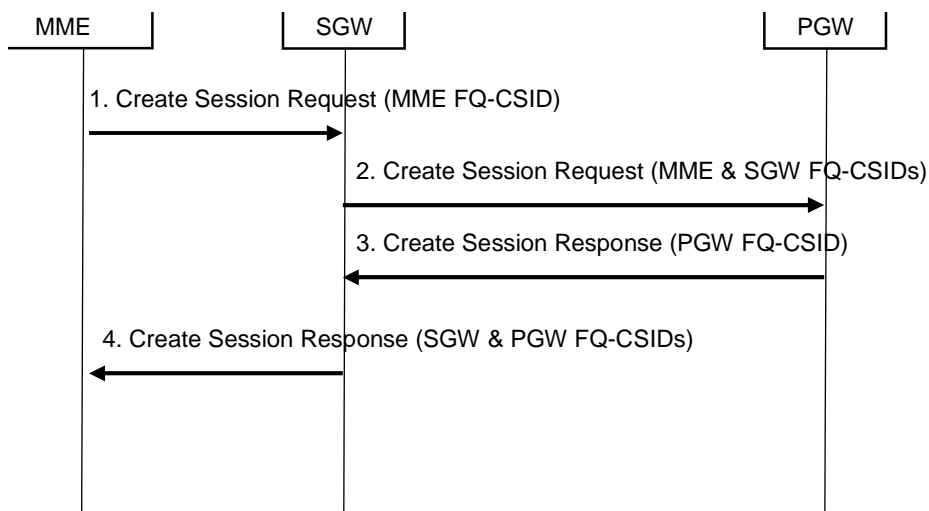 MME
SGW
PGW
1. Create Session Request (MME FQ-CSID)
2. Create Session Request (MME & SGW FQ-CSIDs)
3. Create Session Response (PGW FQ-CSID)
4. Create Session Response (SGW & PGW FQ-CSIDs)